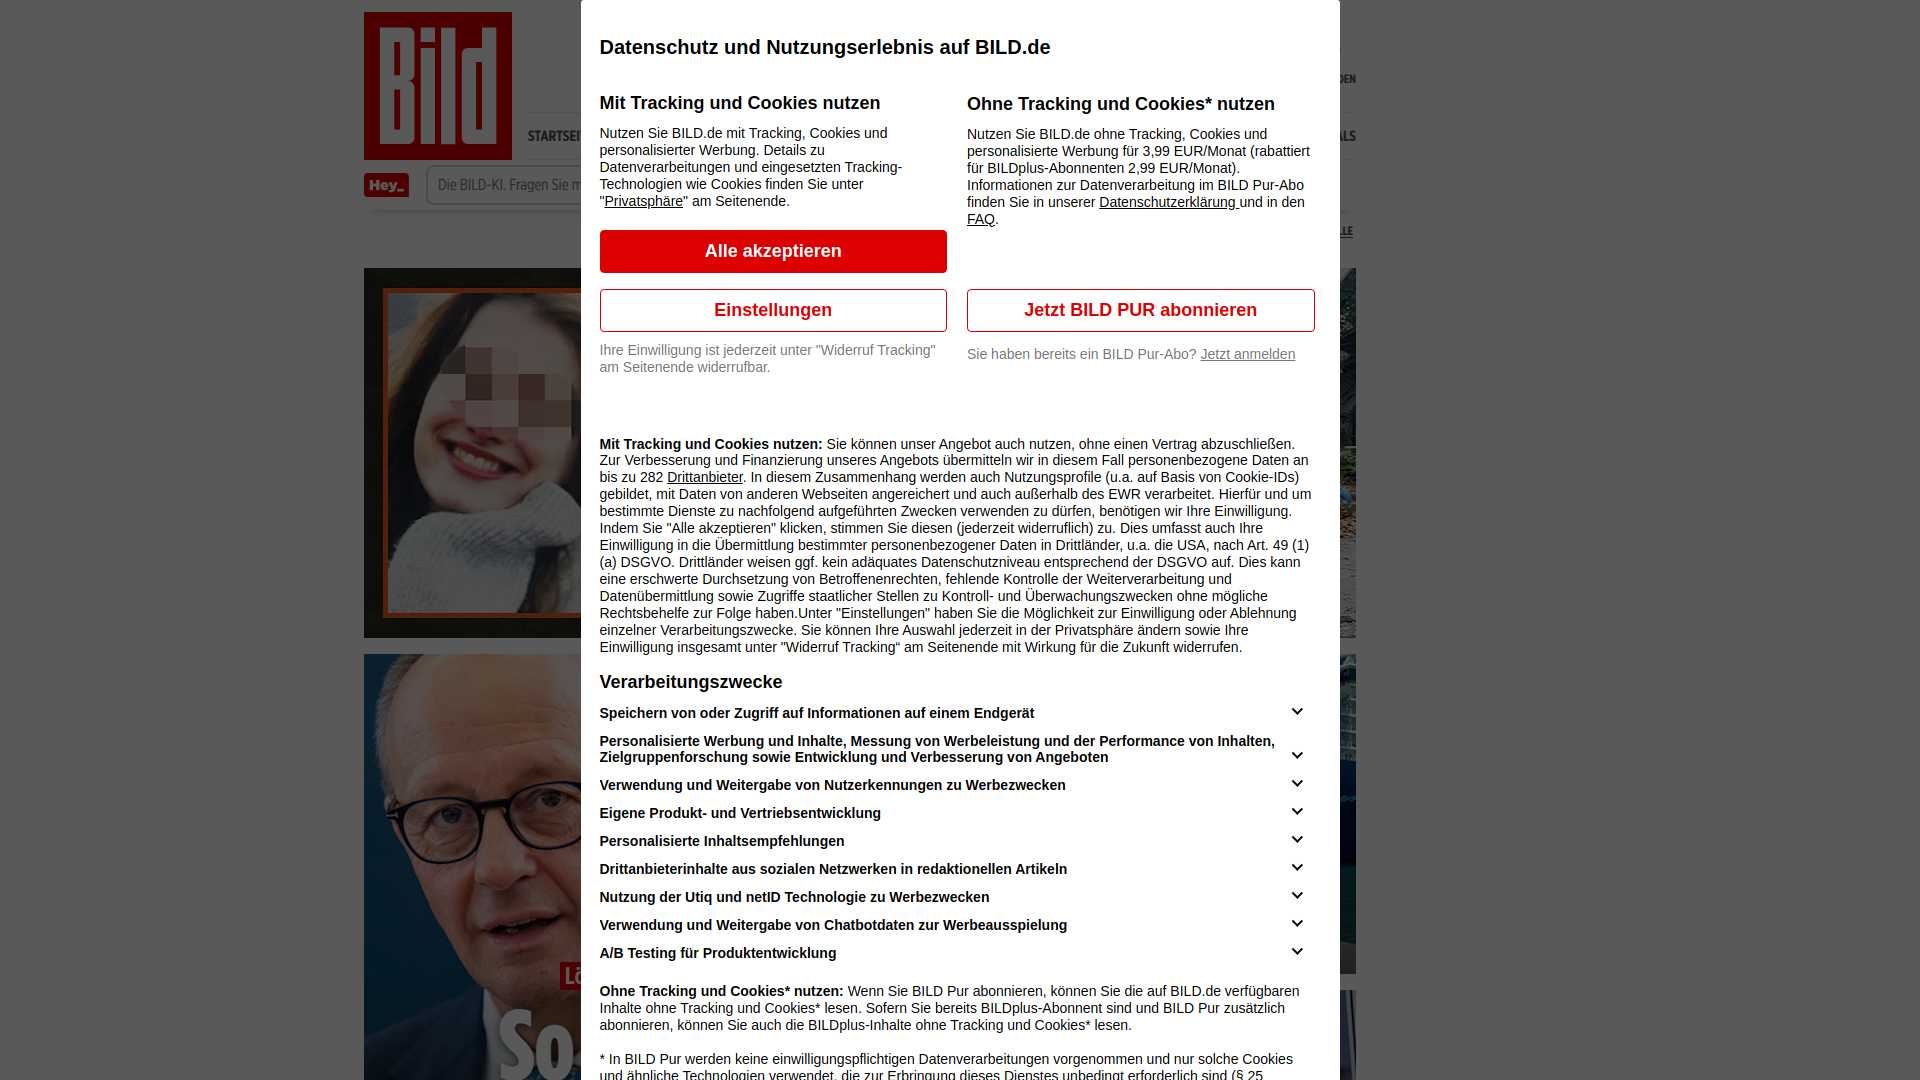 Bild
DEN
STARTSEI
ALS
Hey_
Die BILD-KI. Fragen Sie m
LLE
Datenschutz und Nutzungserlebnis auf BILD.de
Mit Tracking und Cookies nutzen
Nutzen Sie BILD.de mit Tracking, Cookies und
personalisierter Werbung. Details zu
Datenverarbeitungen und eingesetzten Tracking-
Technologien wie Cookies finden Sie unter
"Privatsphäre" am Seitenende.
Alle akzeptieren
Einstellungen
Ihre Einwilligung ist jederzeit unter "Widerruf Tracking"
am Seitenende widerrufbar.
Ohne Tracking und Cookies* nutzen
Nutzen Sie BILD.de ohne Tracking, Cookies und
personalisierte Werbung für 3,99 EUR/Monat (rabattiert
für BILDplus-Abonnenten 2,99 EUR/Monat).
Informationen zur Datenverarbeitung im BILD Pur-Abo
finden Sie in unserer Datenschutzerklärung und in den
FAQ.
Jetzt BILD PUR abonnieren
Sie haben bereits ein BILD Pur-Abo? Jetzt anmelden
Mit Tracking und Cookies nutzen: Sie können unser Angebot auch nutzen, ohne einen Vertrag abzuschließen.
Zur Verbesserung und Finanzierung unseres Angebots übermitteln wir in diesem Fall personenbezogene Daten an
bis zu 282 Drittanbieter. In diesem Zusammenhang werden auch Nutzungsprofile (u.a. auf Basis von Cookie-IDs)
gebildet, mit Daten von anderen Webseiten angereichert und auch außerhalb des EWR verarbeitet. Hierfür und um
bestimmte Dienste zu nachfolgend aufgeführten Zwecken verwenden zu dürfen, benötigen wir Ihre Einwilligung.
Indem Sie "Alle akzeptieren" klicken, stimmen Sie diesen (jederzeit widerruflich) zu. Dies umfasst auch Ihre
Einwilligung in die Übermittlung bestimmter personenbezogener Daten in Drittländer, u.a. die USA, nach Art. 49 (1)
(a) DSGVO. Drittländer weisen ggf. kein adäquates Datenschutzniveau entsprechend der DSGVO auf. Dies kann
eine erschwerte Durchsetzung von Betroffenenrechten, fehlende Kontrolle der Weiterverarbeitung und
Datenübermittlung sowie Zugriffe staatlicher Stellen zu Kontroll- und Überwachungszwecken ohne mögliche
Rechtsbehelfe zur Folge haben.Unter "Einstellungen" haben Sie die Möglichkeit zur Einwilligung oder Ablehnung
einzelner Verarbeitungszwecke. Sie können Ihre Auswahl jederzeit in der Privatsphäre ändern sowie Ihre
Einwilligung insgesamt unter "Widerruf Tracking“ am Seitenende mit Wirkung für die Zukunft widerrufen.
Verarbeitungszwecke
Speichern von oder Zugriff auf Informationen auf einem Endgerät
Personalisierte Werbung und Inhalte, Messung von Werbeleistung und der Performance von Inhalten,
Zielgruppenforschung sowie Entwicklung und Verbesserung von Angeboten
Verwendung und Weitergabe von Nutzerkennungen zu Werbezwecken
Eigene Produkt- und Vertriebsentwicklung
Personalisierte Inhaltsempfehlungen
Drittanbieterinhalte aus sozialen Netzwerken in redaktionellen Artikeln
Nutzung der Utiq und netID Technologie zu Werbezwecken
Verwendung und Weitergabe von Chatbotdaten zur Werbeausspielung
A/B Testing für Produktentwicklung
Lö
So
Ohne Tracking und Cookies* nutzen: Wenn Sie BILD Pur abonnieren, können Sie die auf BILD.de verfügbaren
Inhalte ohne Tracking und Cookies* lesen. Sofern Sie bereits BILDplus-Abonnent sind und BILD Pur zusätzlich
abonnieren, können Sie auch die BILDplus-Inhalte ohne Tracking und Cookies* lesen.
* In BILD Pur werden keine einwilligungspflichtigen Datenverarbeitungen vorgenommen und nur solche Cookies
und ähnliche Technologien verwendet, die zur Erbringung dieses Dienstes unbedingt erforderlich sind (§ 25